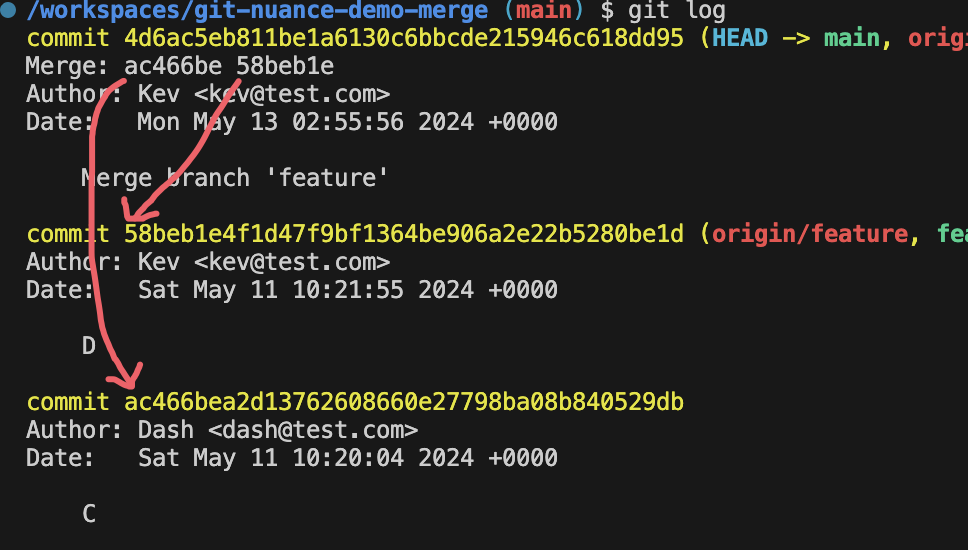 /workspaces/git-nuance-demo-merge (main) $ git log
commit 4d6ac5eb811be1a6130c6bbcde215946c618dd95 (HEAD -> main, origi
Merge: ac466be 58beb1e
Author: Kev <kev@test.com>
Date:   Mon May 13 02:55:56 2024 +0000
Merge branch 'feature'
commit 58beb1e4f1d47f9bf1364be906a2e22b5280be1d (origin/feature, fea
Author: Kev <kev@test.com>
Date:   Sat May 11 10:21:55 2024 +0000
D
commit ac466bea2d13762608660e27798ba08b840529db
Author: Dash <dash@test.com>
Date:   Sat May 11 10:20:04 2024 +0000
C